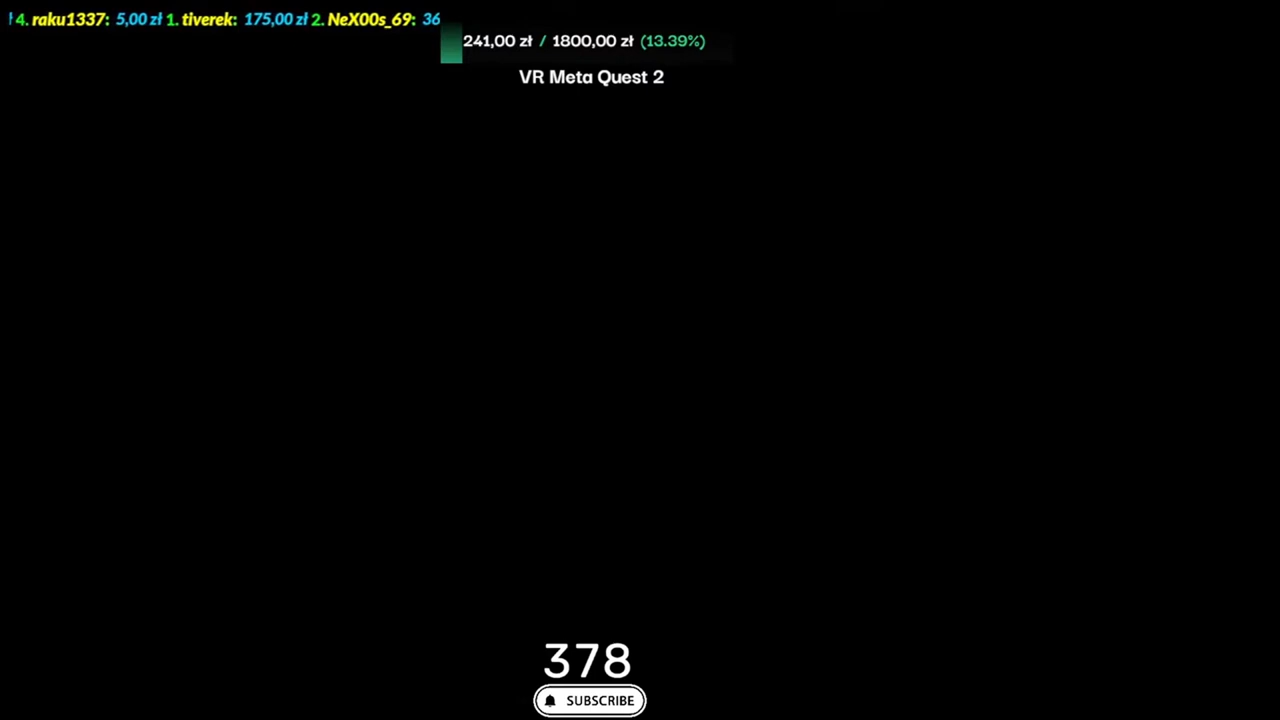 4. raku1337: 5,00 zł 1. tiverek: 175,00 zł 2. NeX00s_69: 36
241,00 zł / 1800,00 zł (13.39%)
VR Meta Quest 2
378
SUBSCRIBE